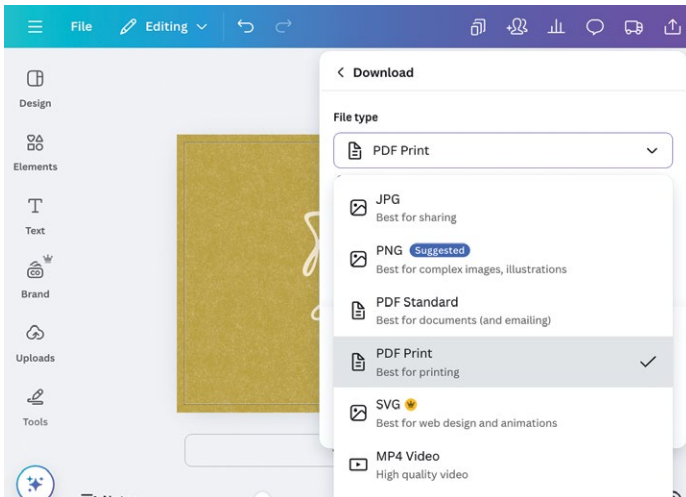 File Editing
Download
File type
PDF Print
JPG
Best for sharing
PNG Suggested
Best for complex images, illustrations
PDF Standard
Best for documents (and emailing)
PDF Print
Best for printing
SVG
Best for web design and animations
MP4 Video
High quality video
Design
Elements
Text
CO
Brand
Uploads
Tools